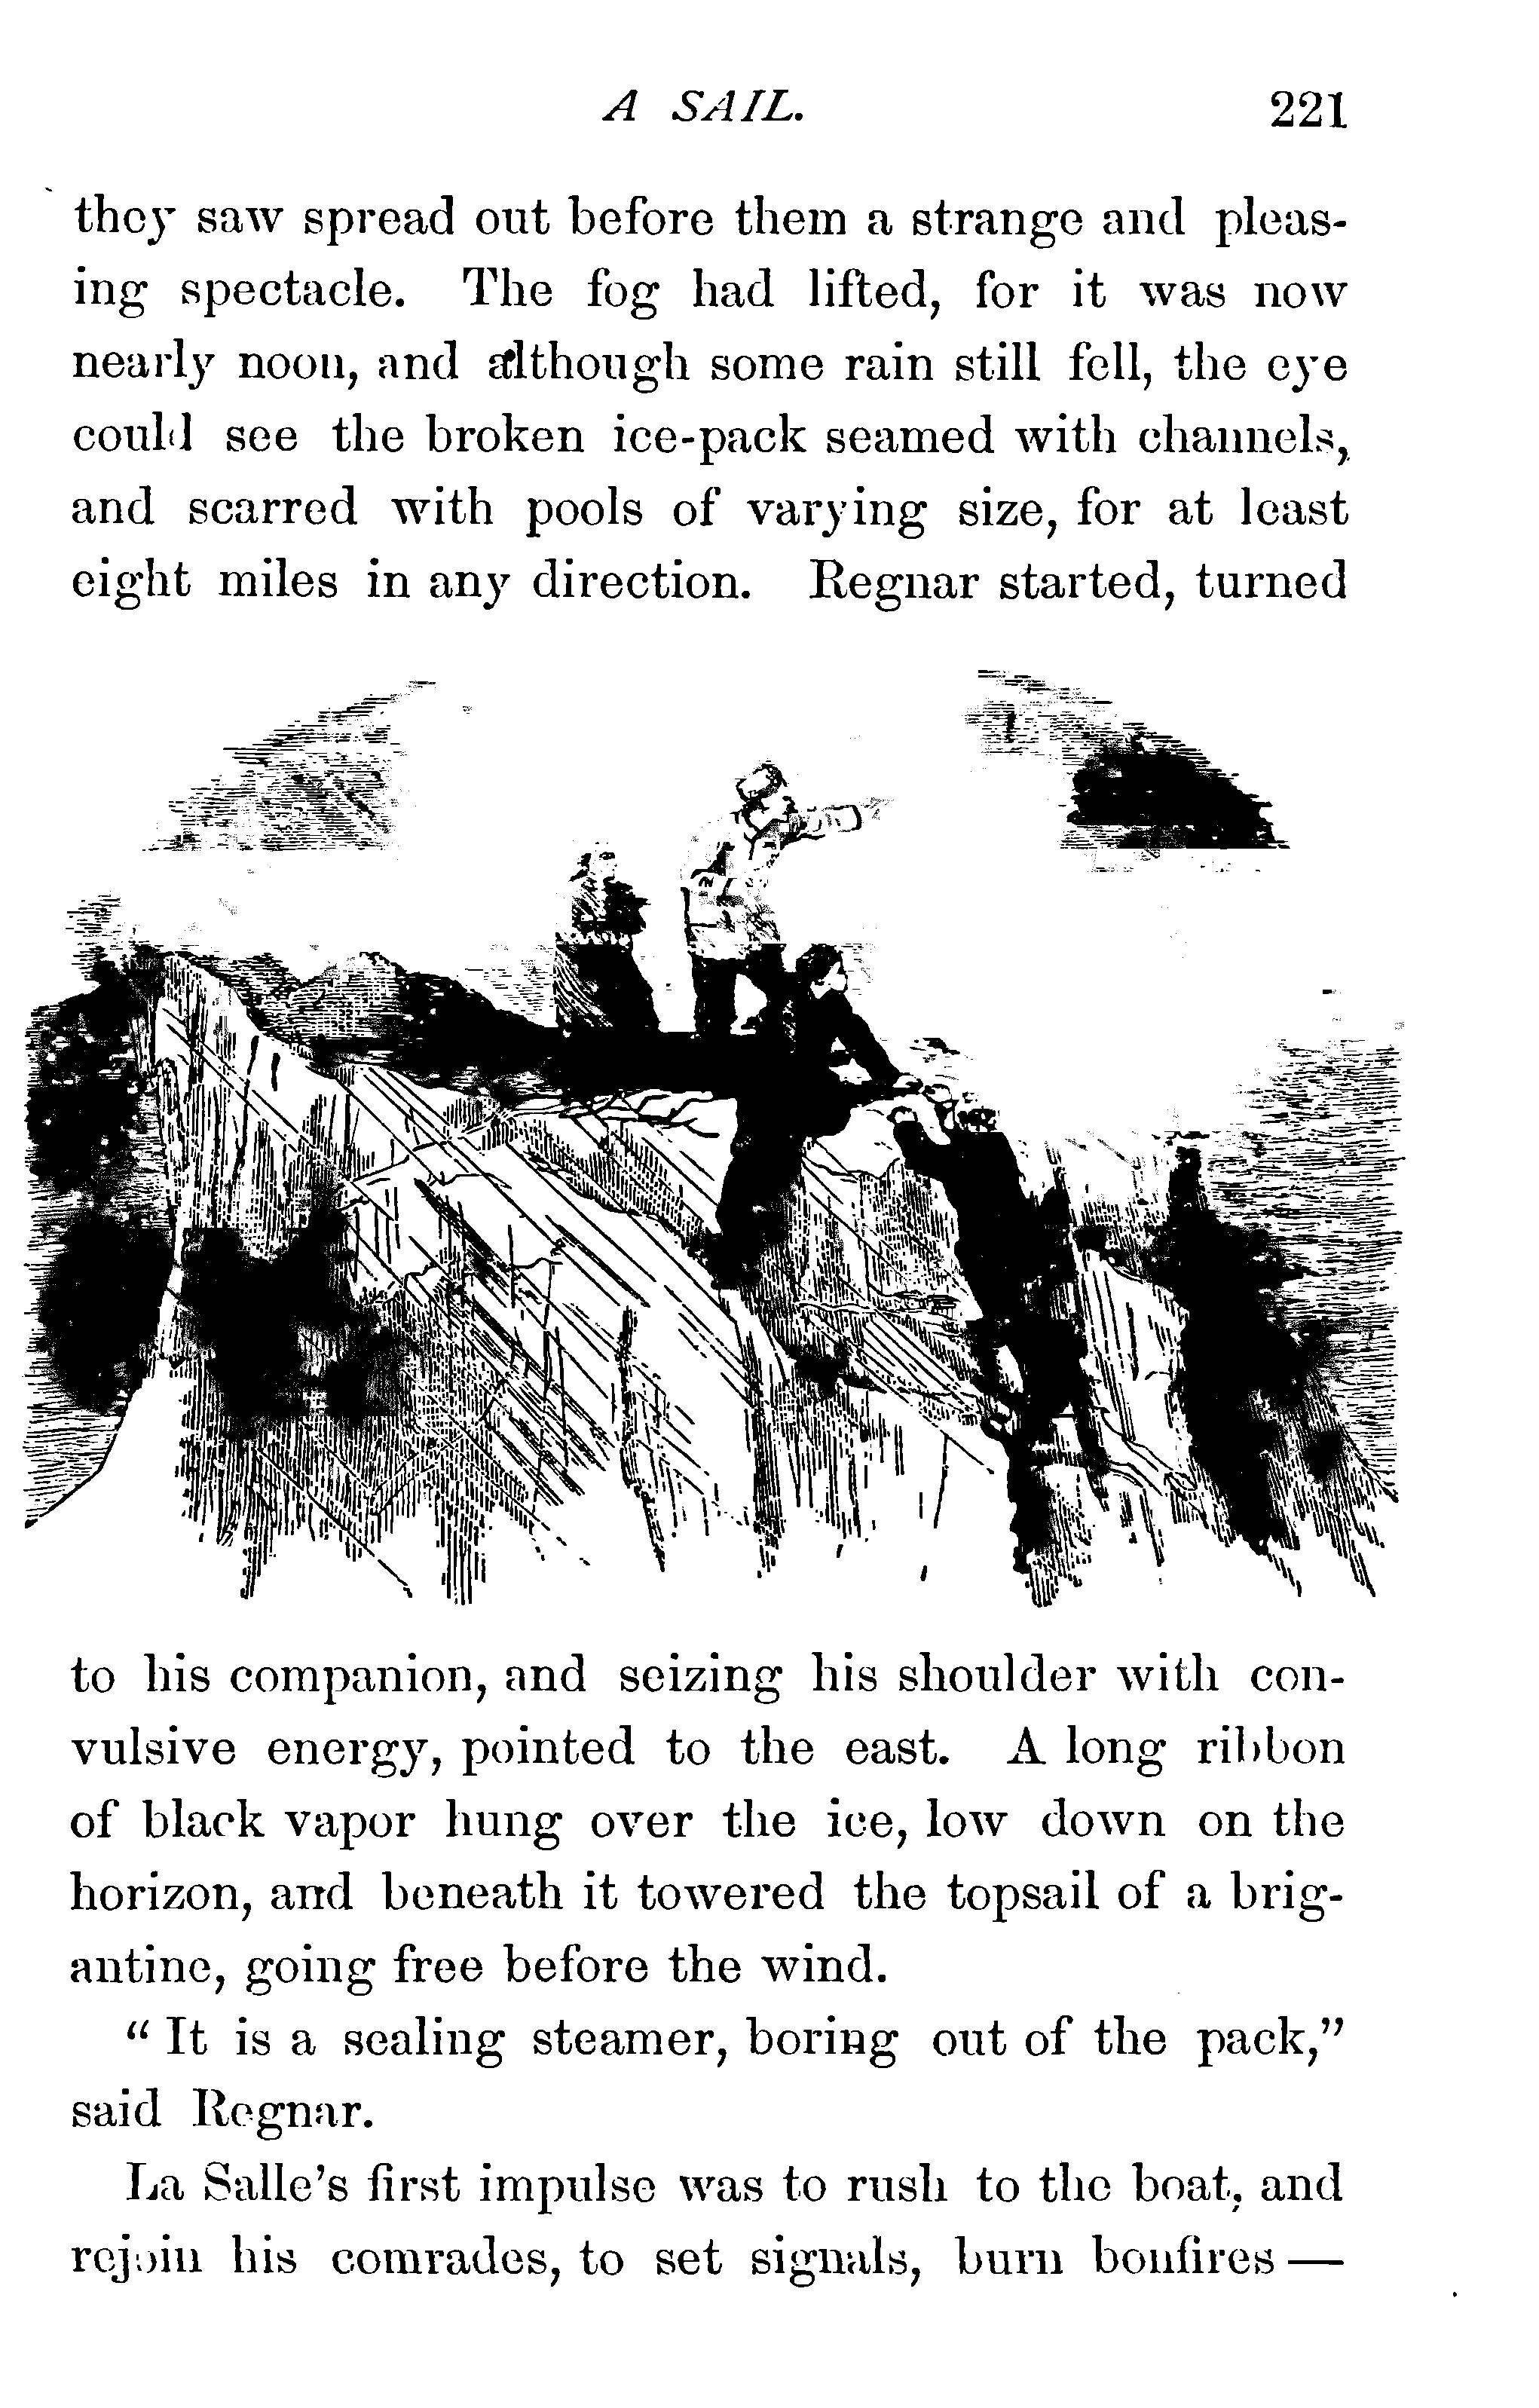 A SAIL.
221
they saw spread out before them a strange and pleas-
ing spectacle. The fog had lifted, for it was now
nearly noon, and although some rain still fell, the eye
could see the broken ice-pack seamed with channels,
and scarred with pools of varying size, for at least
eight miles in any direction. Regnar started, turned
to his companion, and seizing his shoulder with con-
vulsive energy, pointed to the east. A long ribbon
of black vapor hung over the ice, low down on the
horizon, and beneath it towered the topsail of a brig-
antine, going free before the wind.
“ It is a sealing steamer, boring out of the pack,”
said Regnar.
La Salle’s first impulse was to rush to the boat, and
rejoin his comrades, to set signals, burn bonfires —